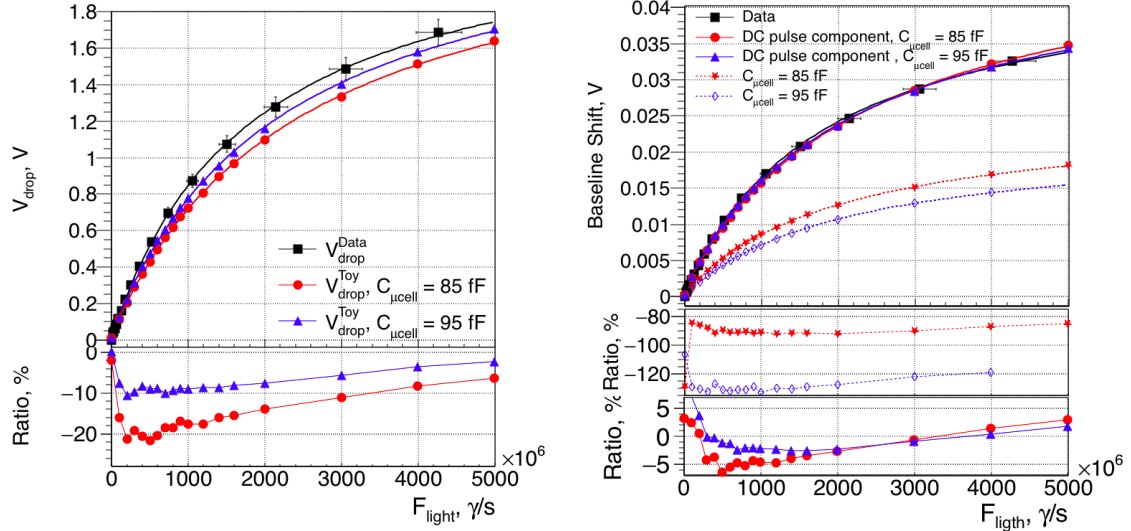 V_drop, V
1.8
1.6
1.4
1.2
1
0.8
0.6
0.4
0.2
0
V_drop^Data
V_drop^Toy, C_μcell = 85 fF
V_drop^Toy, C_μcell = 95 fF
Ratio, %
0
−10
−20
0 1000 2000 3000 4000 5000
×10^6
F_light, γ/s
Baseline Shift, V
0.04
0.035
0.03
0.025
0.02
0.015
0.01
0.005
0
Data
DC pulse component, C_μcell = 85 fF
DC pulse component , C_μcell = 95 fF
C_μcell = 85 fF
C_μcell = 95 fF
Ratio, %
−80
−100
−120
Ratio, %
5
0
−5
0 1000 2000 3000 4000 5000
×10^6
F_ligth, γ/s